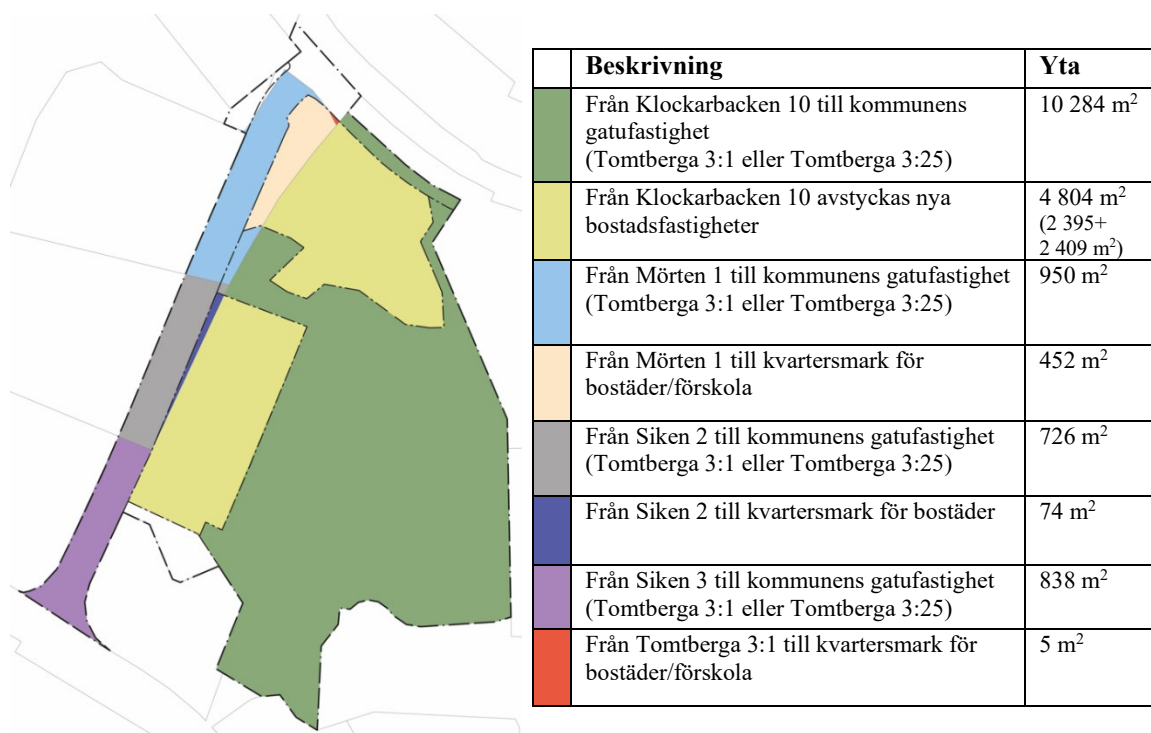 Beskrivning Yta
Från Klockarbacken 10 till kommunens 10 284 m²
gatufastighet
(Tomtberga 3:1 eller Tomtberga 3:25)
Från Klockarbacken 10 avstyckas nya 4 804 m²
bostadsfastigheter (2 395+
2 409 m²)
Från Mörten 1 till kommunens gatufastighet 950 m²
(Tomtberga 3:1 eller Tomtberga 3:25)
Från Mörten 1 till kvartersmark för 452 m²
bostäder/förskola
Från Siken 2 till kommunens gatufastighet 726 m²
(Tomtberga 3:1 eller Tomtberga 3:25)
Från Siken 2 till kvartersmark för bostäder 74 m²
Från Siken 3 till kommunens gatufastighet 838 m²
(Tomtberga 3:1 eller Tomtberga 3:25)
Från Tomtberga 3:1 till kvartersmark för 5 m²
bostäder/förskola